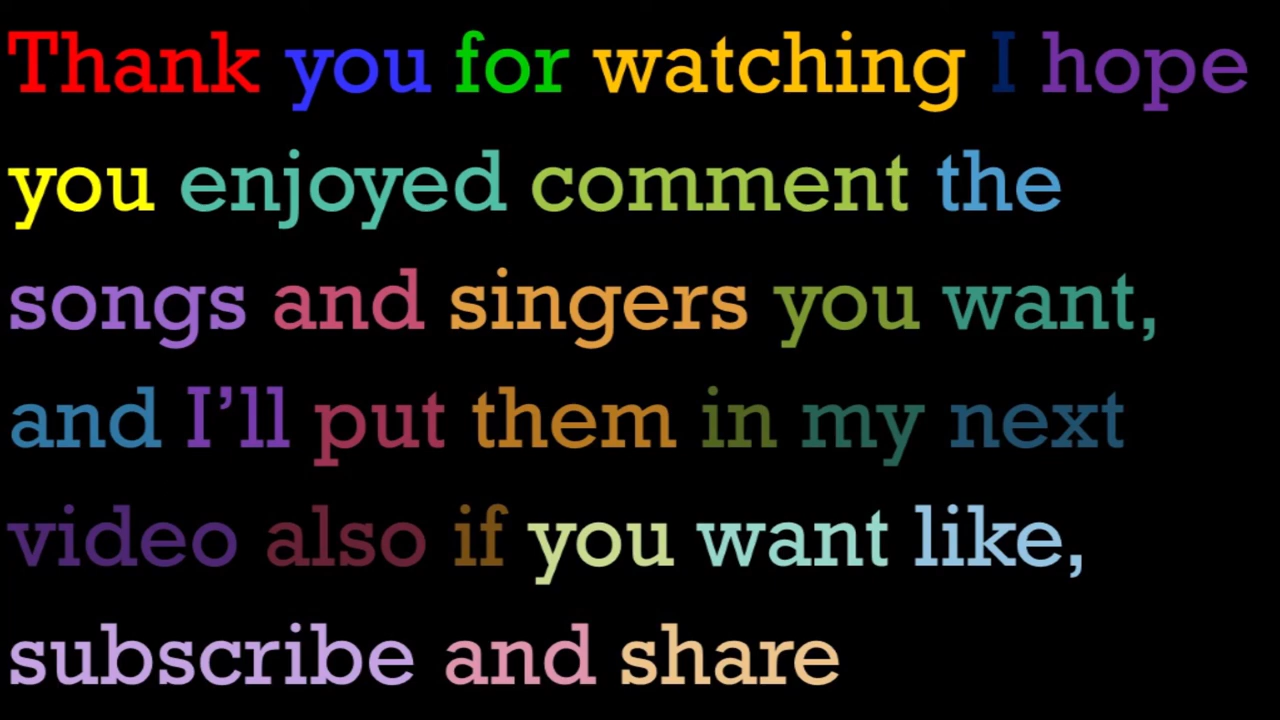 Thank you for watching I hope
you enjoyed comment the
songs and singers you want,
and I’ll put them in my next
video also if you want like,
subscribe and share